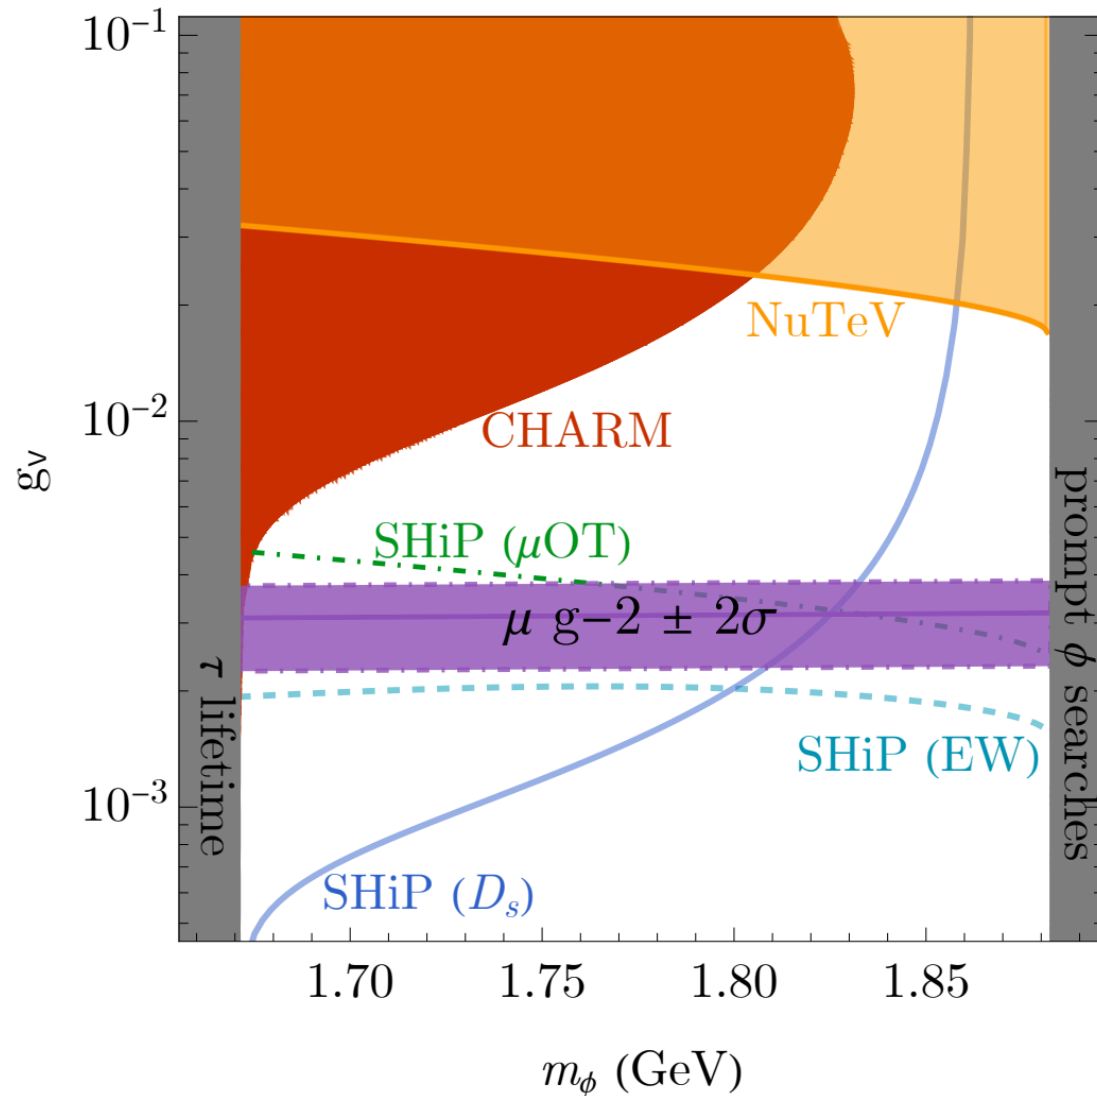 10⁻¹
10⁻²
10⁻³
g_V
NuTeV
CHARM
SHiP (μOT)
μ g−2 ± 2σ
SHiP (EW)
SHiP (D_s)
τ lifetime
prompt ϕ searches
1.70 1.75 1.80 1.85
m_ϕ (GeV)